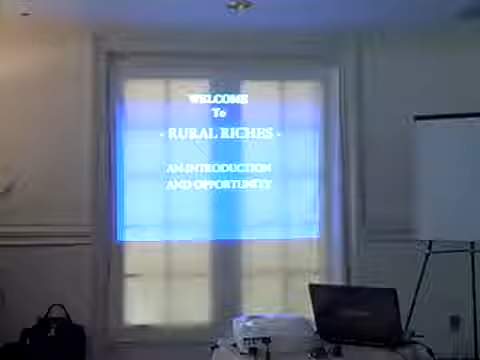 WELCOME
To
- RURAL RICHES -
AN INTRODUCTION
AND OPPORTUNITY